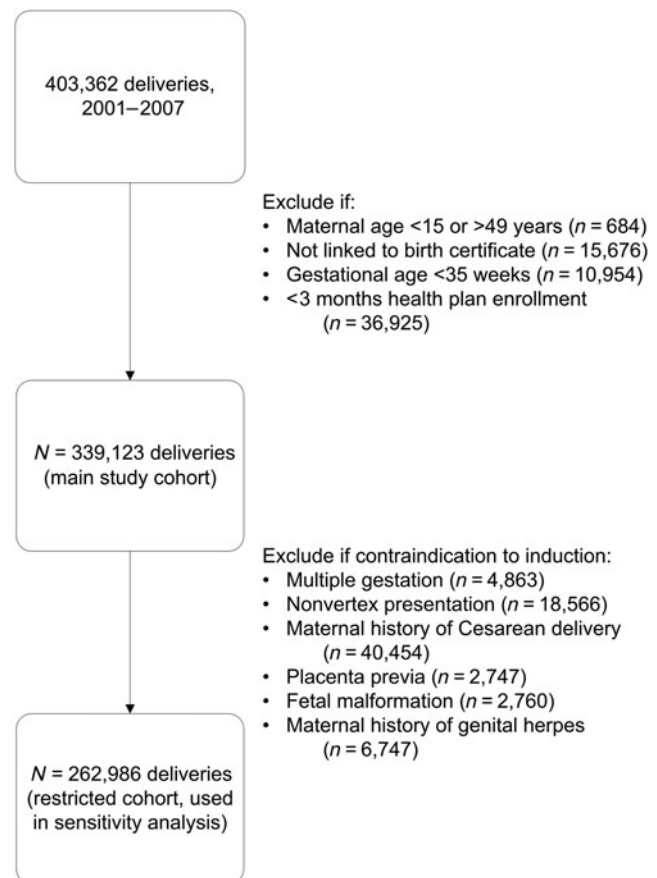 403,362 deliveries,
2001–2007
Exclude if:
• Maternal age <15 or >49 years (n = 684)
• Not linked to birth certificate (n = 15,676)
• Gestational age <35 weeks (n = 10,954)
• <3 months health plan enrollment
(n = 36,925)
N = 339,123 deliveries
(main study cohort)
Exclude if contraindication to induction:
• Multiple gestation (n = 4,863)
• Nonvertex presentation (n = 18,566)
• Maternal history of Cesarean delivery
(n = 40,454)
• Placenta previa (n = 2,747)
• Fetal malformation (n = 2,760)
• Maternal history of genital herpes
(n = 6,747)
N = 262,986 deliveries
(restricted cohort, used
in sensitivity analysis)